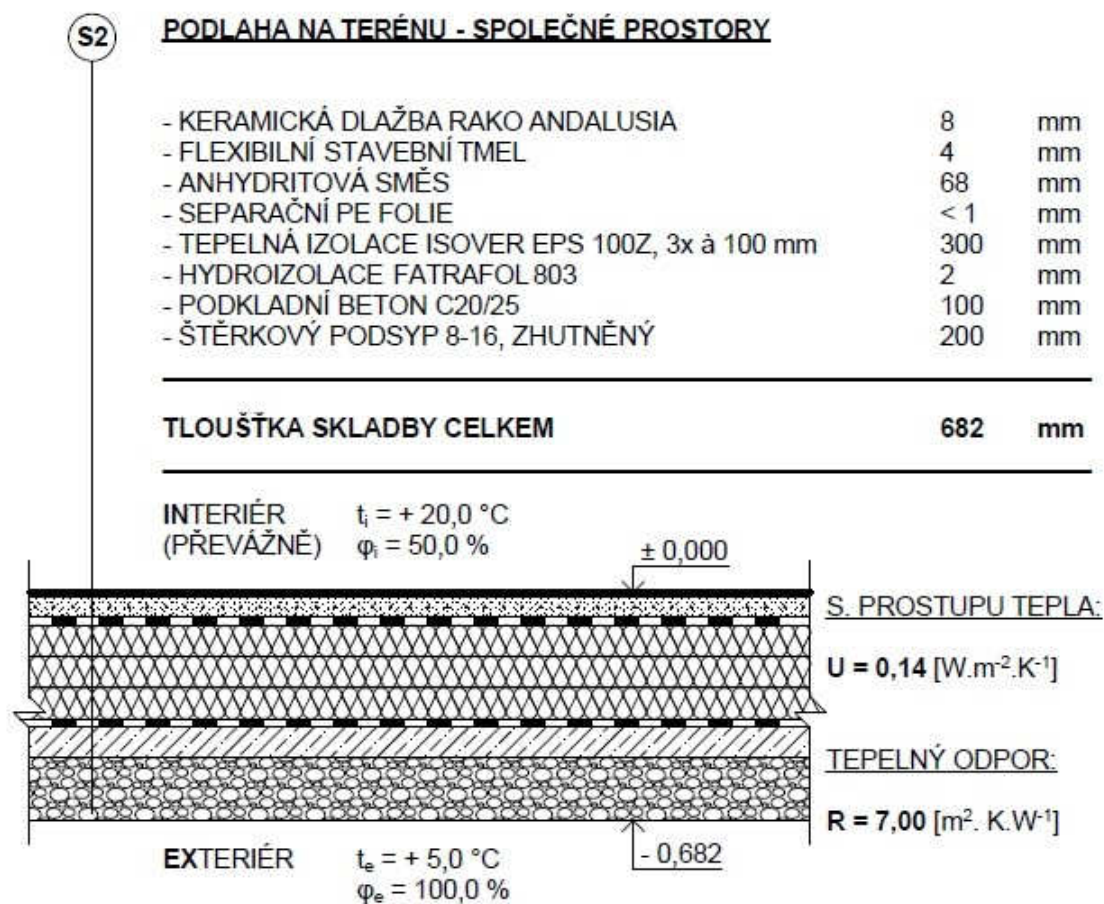 S2 PODLAHA NA TERÉNU - SPOLEČNÉ PROSTORY
- KERAMICKÁ DLAŽBA RAKO ANDALUSIA 8 mm
- FLEXIBILNÍ STAVEBNÍ TMEL 4 mm
- ANHYDRITOVÁ SMĚS 68 mm
- SEPARAČNÍ PE FOLIE < 1 mm
- TEPELNÁ IZOLACE ISOVER EPS 100Z, 3x à 100 mm 300 mm
- HYDROIZOLACE FATRAFOL 803 2 mm
- PODKLADNÍ BETON C20/25 100 mm
- ŠTĚRKOVÝ PODSYP 8-16, ZHUTNĚNÝ 200 mm
TLOUŠŤKA SKLADBY CELKEM 682 mm
INTERIÉR tᵢ = + 20,0 °C
(PŘEVÁŽNĚ) φᵢ = 50,0 %
± 0,000
S. PROSTUPU TEPLA:
U = 0,14 [W.m⁻².K⁻¹]
TEPELNÝ ODPOR:
R = 7,00 [m². K.W⁻¹]
EXTERIÉR tₑ = + 5,0 °C
φₑ = 100,0 %
- 0,682